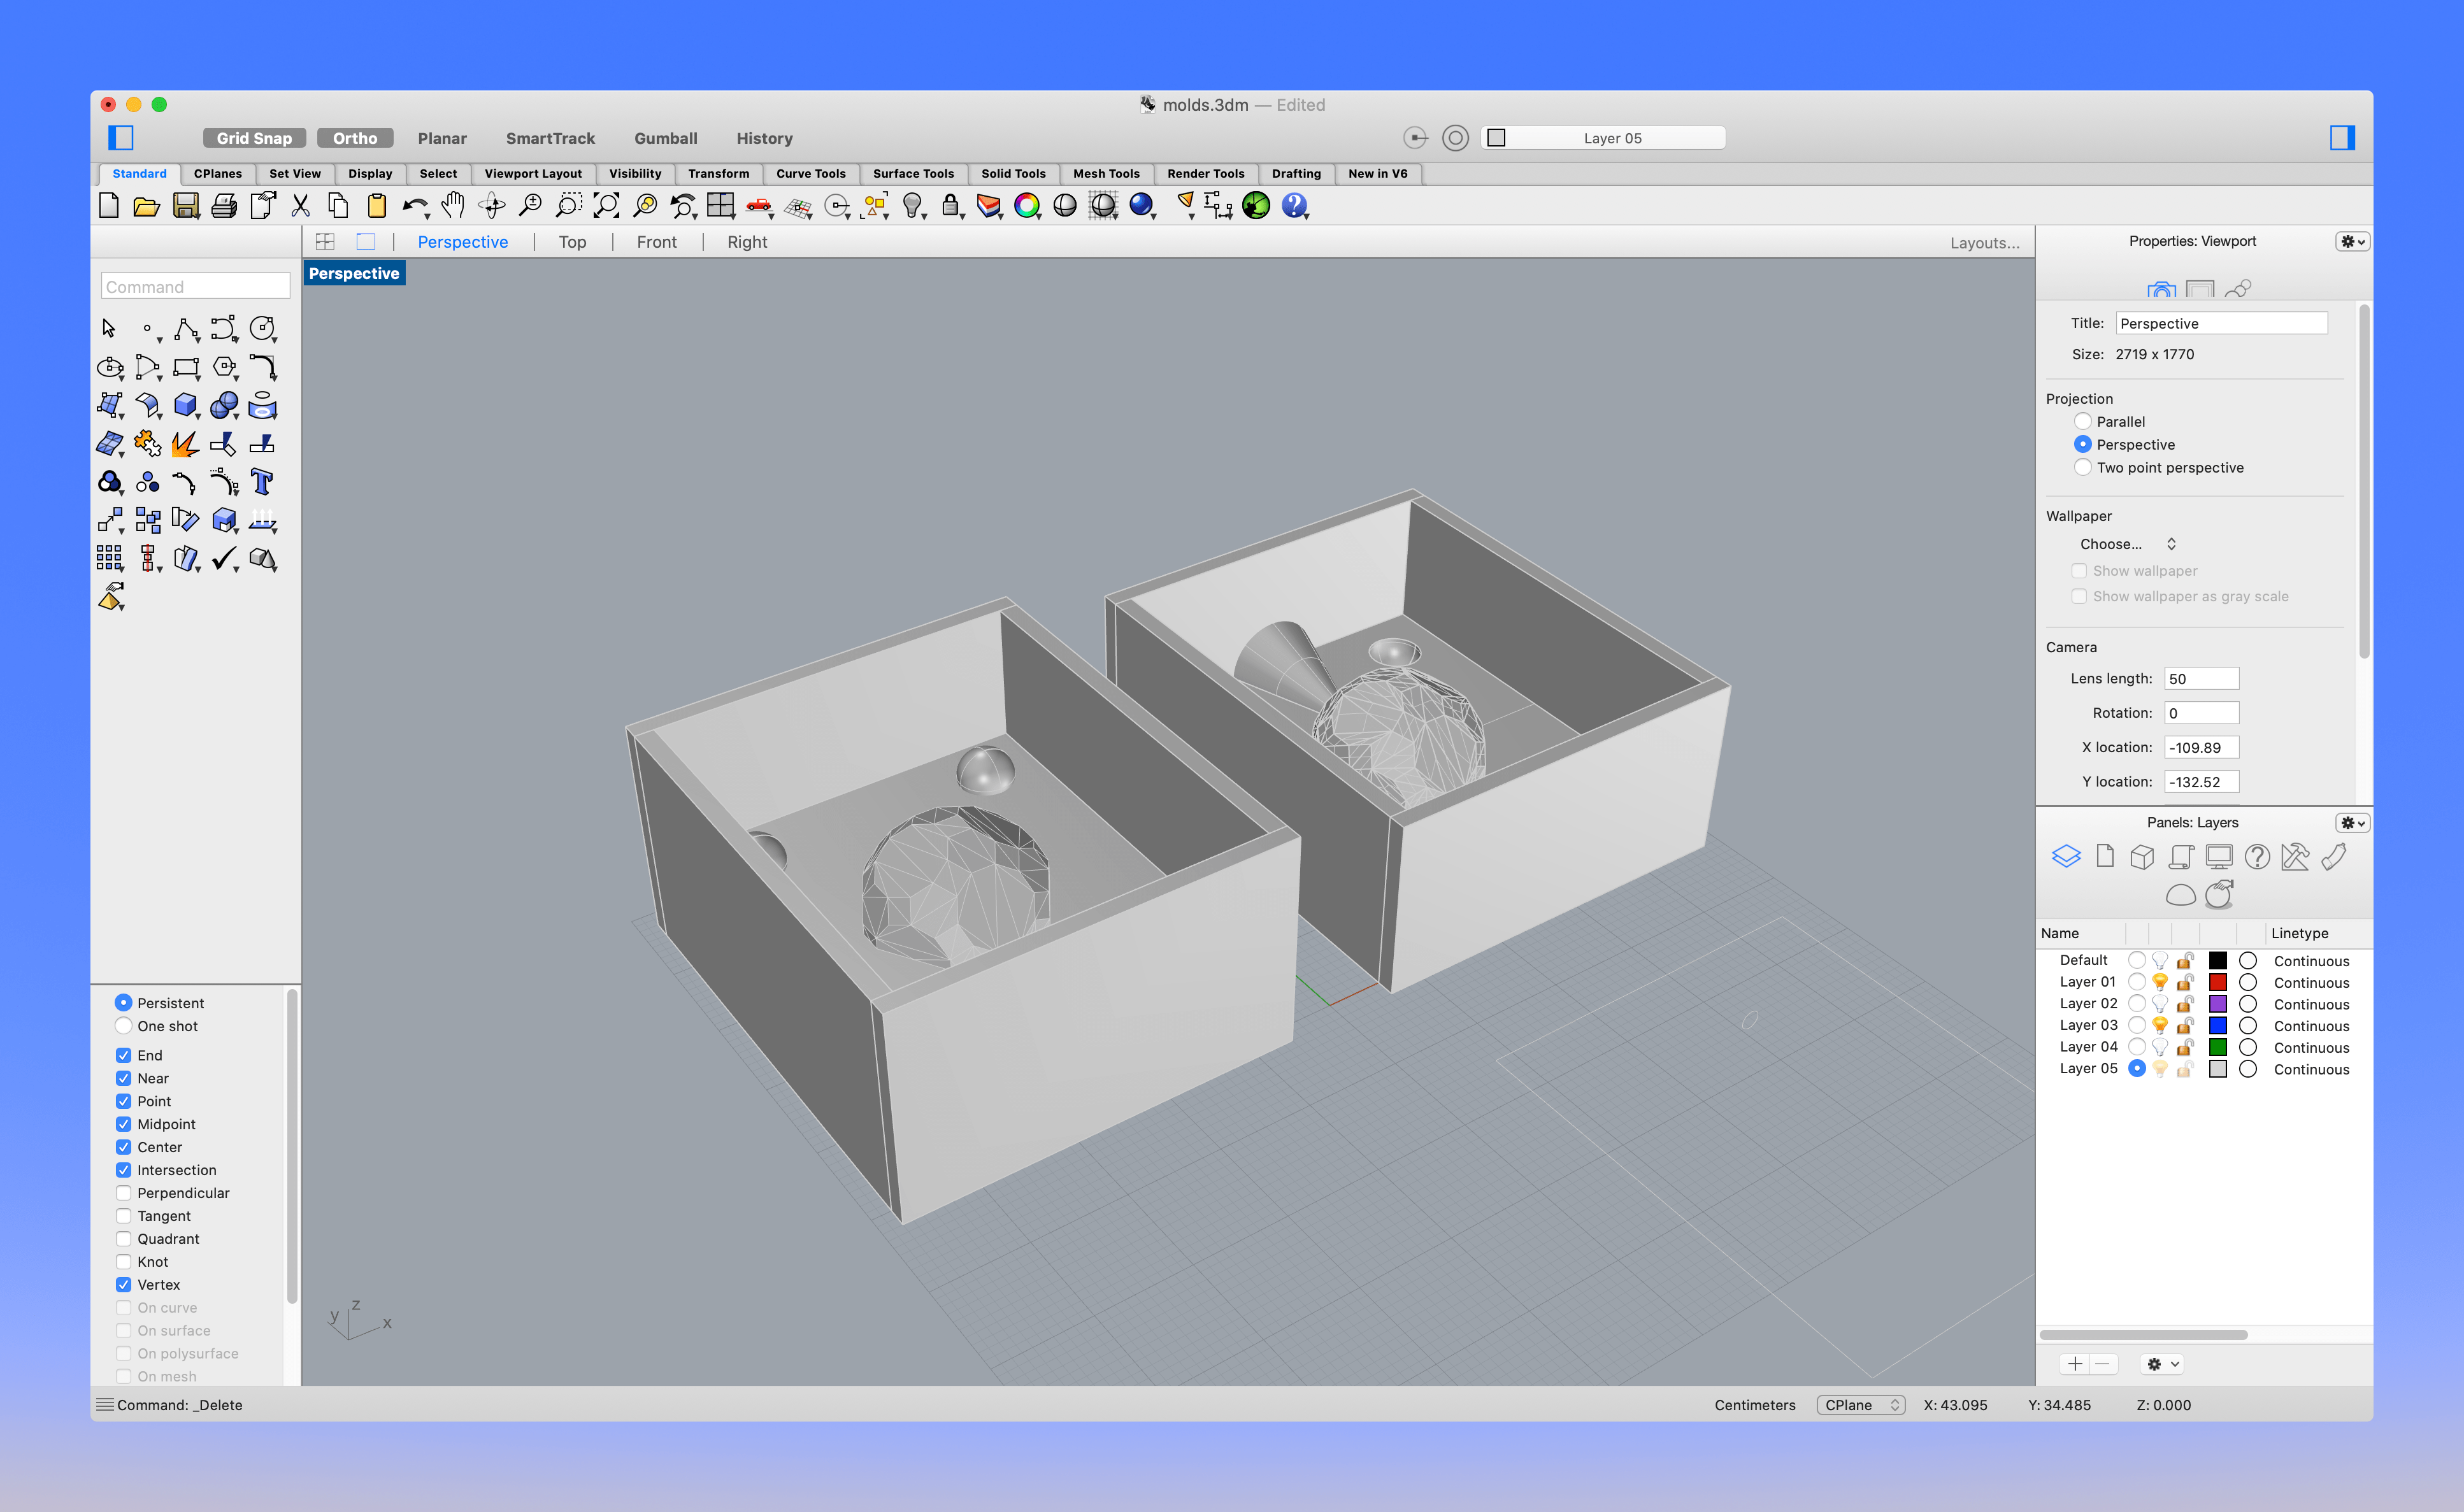 molds.3dm — Edited
Grid Snap Ortho Planar SmartTrack Gumball History Layer 05
Standard CPlanes Set View Display Select Viewport Layout Visibility Transform Curve Tools Surface Tools Solid Tools Mesh Tools Render Tools Drafting New in V6
Perspective | Top | Front | Right Layouts...
Perspective
Command
Persistent
One shot
End
Near
Point
Midpoint
Center
Intersection
Perpendicular
Tangent
Quadrant
Knot
Vertex
On curve
On surface
On polysurface
On mesh
z
y
x
Properties: Viewport
Title: Perspective
Size: 2719 x 1770
Projection
Parallel
Perspective
Two point perspective
Wallpaper
Choose...
Show wallpaper
Show wallpaper as gray scale
Camera
Lens length: 50
Rotation: 0
X location: -109.89
Y location: -132.52
Panels: Layers
Name Linetype
Default Continuous
Layer 01 Continuous
Layer 02 Continuous
Layer 03 Continuous
Layer 04 Continuous
Layer 05 Continuous
Command: _Delete Centimeters CPlane X: 43.095 Y: 34.485 Z: 0.000